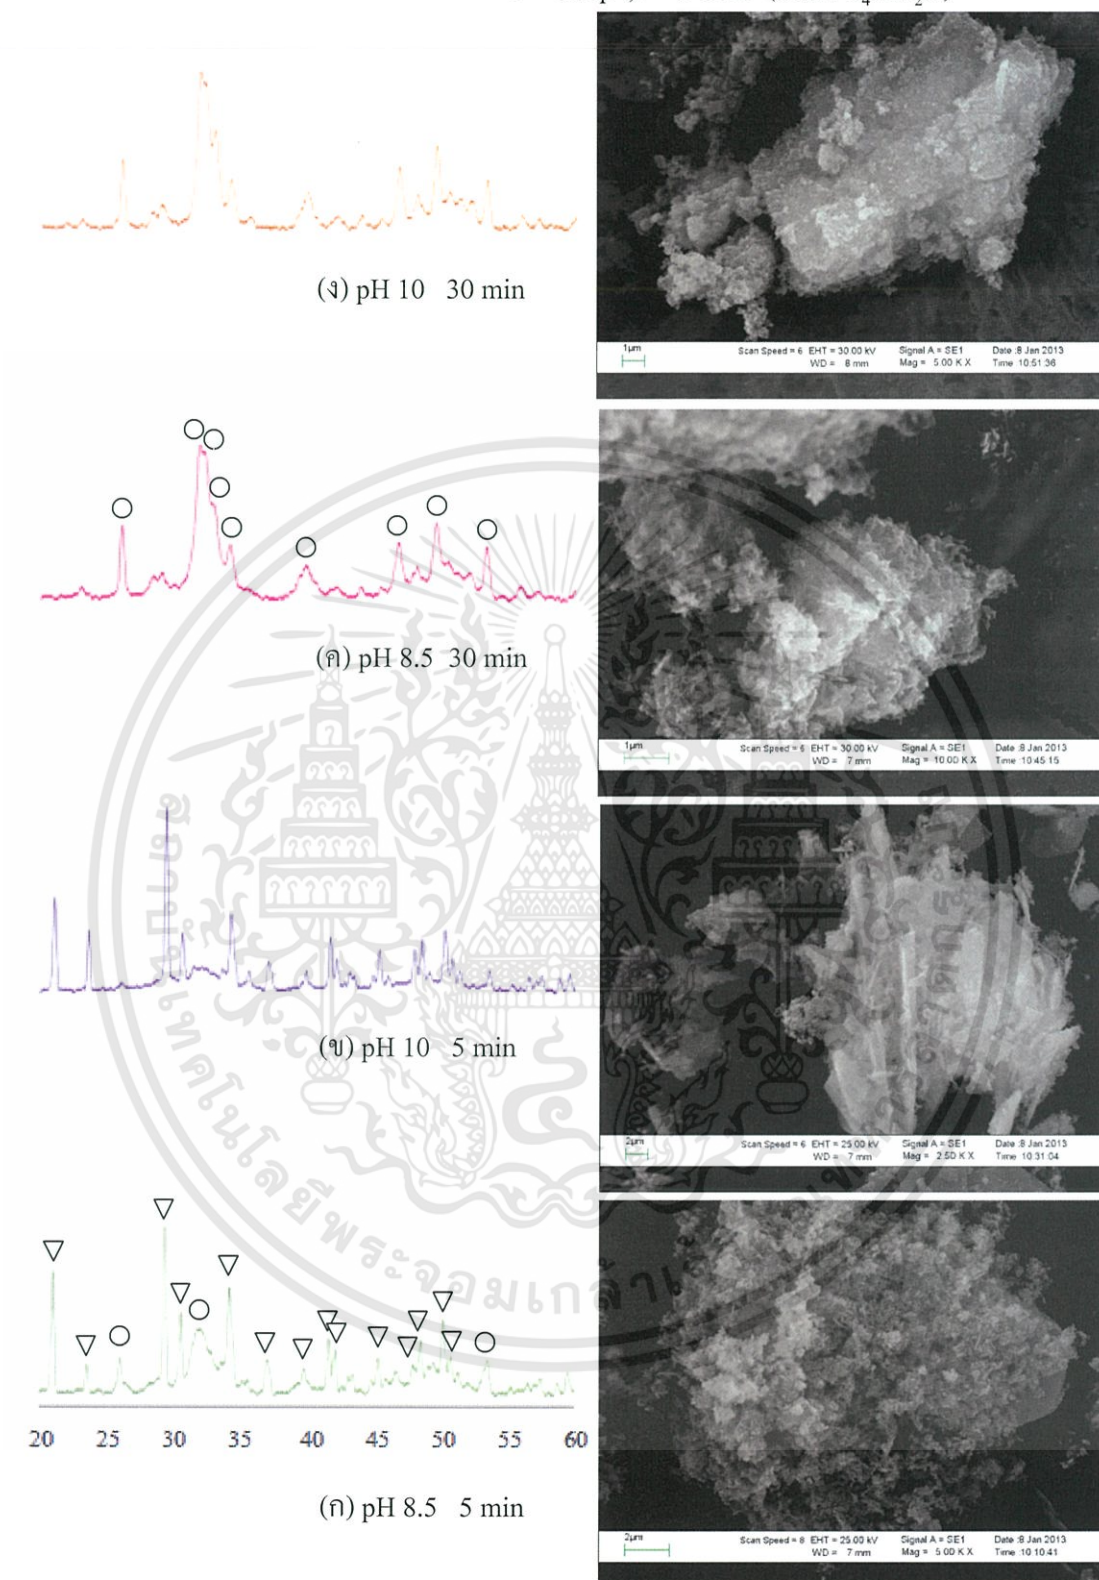 1µm
Scan Speed = 6 EHT = 30.00 kV Signal A = SE1 Date :8 Jan 2013
WD = 8 mm Mag = 5.00 K X Time :10:51:36
(ง) pH 10 30 min
1µm
Scan Speed = 6 EHT = 30.00 kV Signal A = SE1 Date :8 Jan 2013
WD = 7 mm Mag = 10.00 K X Time :10:45:15
(ค) pH 8.5 30 min
2µm
Scan Speed = 6 EHT = 25.00 kV Signal A = SE1 Date :8 Jan 2013
WD = 7 mm Mag = 2.50 K X Time :10:31:04
(ข) pH 10 5 min
20 25 30 35 40 45 50 55 60
(ก) pH 8.5 5 min
2µm
Scan Speed = 8 EHT = 25.00 kV Signal A = SE1 Date :8 Jan 2013
WD = 7 mm Mag = 5.00 K X Time :10:10:41